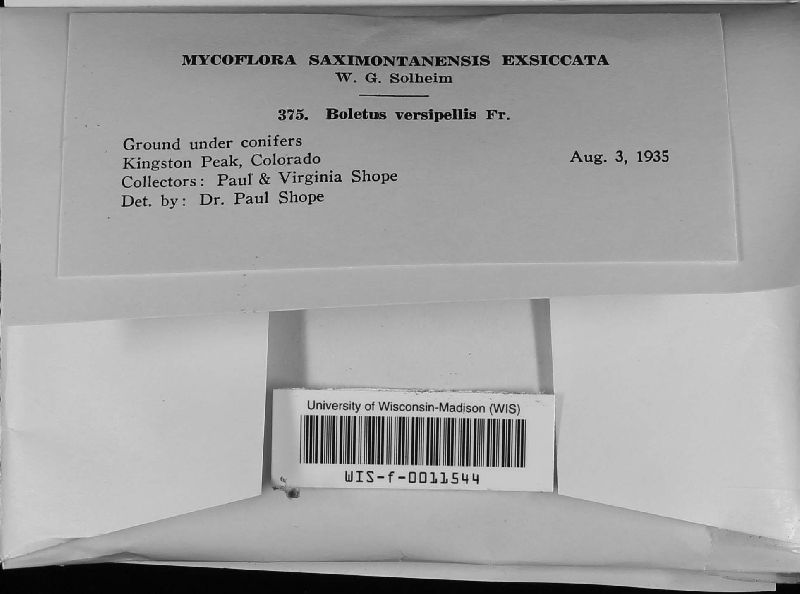 MYCOFLORA SAXIMONTANENSIS EXSICCATA
W. G. Solheim
375. Boletus versipellis Fr.
Ground under conifers
Kingston Peak, Colorado Aug. 3, 1935
Collectors: Paul & Virginia Shope
Det. by: Dr. Paul Shope
University of Wisconsin-Madison (WIS)
WIS-f-0011544